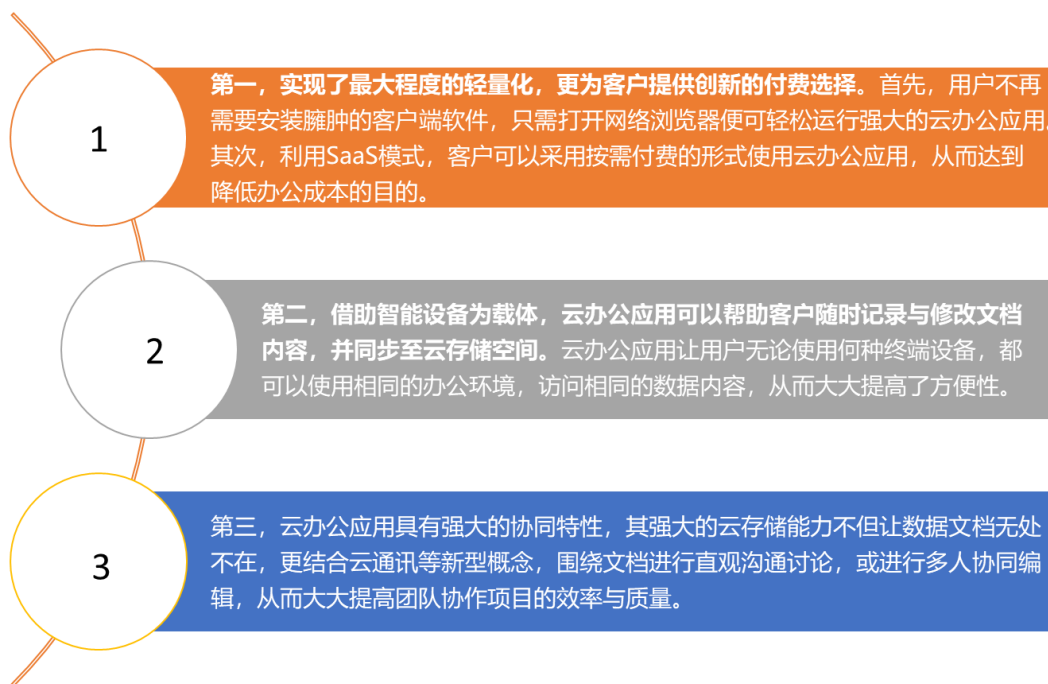 1
第一，实现了最大程度的轻量化，更为客户提供创新的付费选择。首先，用户不再
需要安装臃肿的客户端软件，只需打开网络浏览器便可轻松运行强大的云办公应用。
其次，利用SaaS模式，客户可以采用按需付费的形式使用云办公应用，从而达到
降低办公成本的目的。
2
第二，借助智能设备为载体，云办公应用可以帮助客户随时记录与修改文档
内容，并同步至云存储空间。云办公应用让用户无论使用何种终端设备，都
可以使用相同的办公环境，访问相同的数据内容，从而大大提高了方便性。
3
第三，云办公应用具有强大的协同特性，其强大的云存储能力不但让数据文档无处
不在，更结合云通讯等新型概念，围绕文档进行直观沟通讨论，或进行多人协同编
辑，从而大大提高团队协作项目的效率与质量。